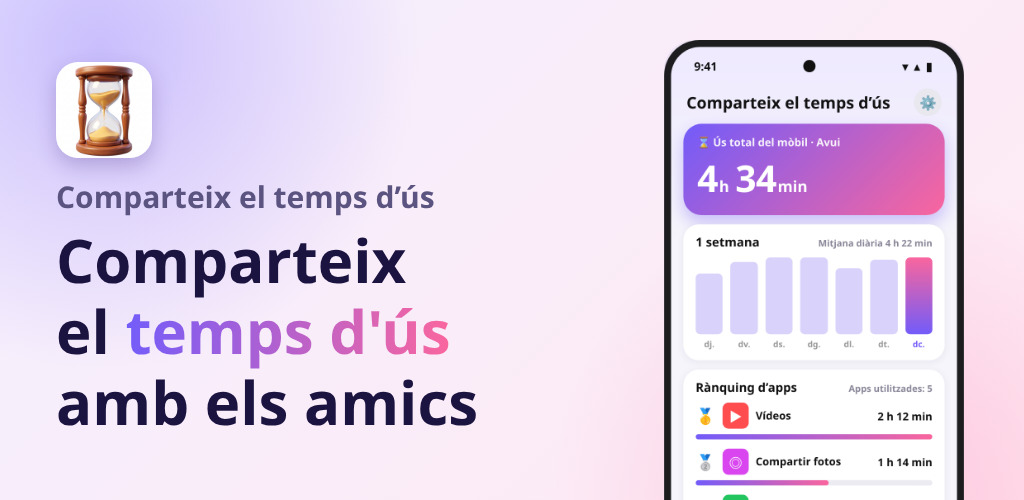 Comparteix el temps d’ús
Comparteix
el temps d'ús
amb els amics
9:41
Comparteix el temps d’ús
Ús total del mòbil · Avui
4h 34min
1 setmana
Mitjana diària 4 h 22 min
dj. dv. ds. dg. dl. dt. dc.
Rànquing d’apps
Apps utilitzades: 5
Vídeos
2 h 12 min
Compartir fotos
1 h 14 min